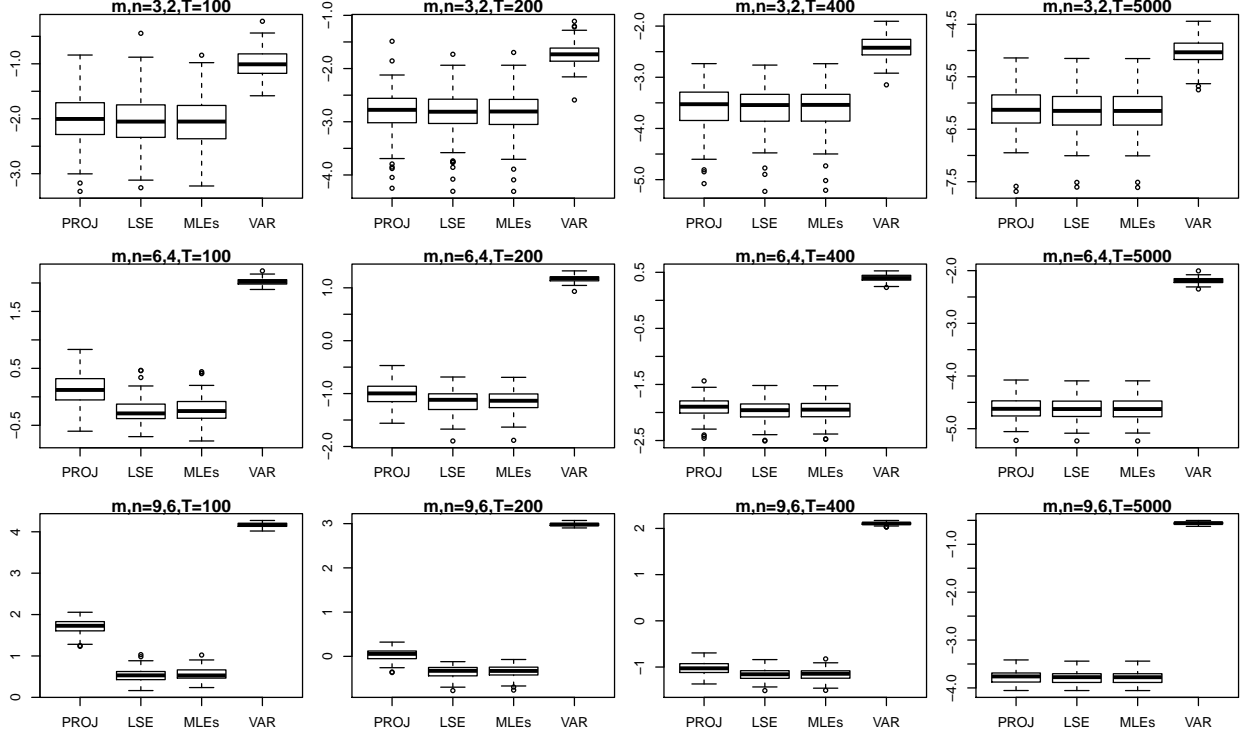 m,n=3,2,T=100
m,n=3,2,T=200
m,n=3,2,T=400
m,n=3,2,T=5000
−1.0
−2.0
−3.0
−1.0
−2.0
−3.0
−4.0
−2.0
−3.0
−4.0
−5.0
−4.5
−5.5
−6.5
−7.5
PROJ LSE MLEs VAR
PROJ LSE MLEs VAR
PROJ LSE MLEs VAR
PROJ LSE MLEs VAR
m,n=6,4,T=100
m,n=6,4,T=200
m,n=6,4,T=400
m,n=6,4,T=5000
1.5
0.5
−0.5
1.0
0.0
−1.0
−2.0
0.5
−0.5
−1.5
−2.5
−2.0
−3.0
−4.0
−5.0
PROJ LSE MLEs VAR
PROJ LSE MLEs VAR
PROJ LSE MLEs VAR
PROJ LSE MLEs VAR
m,n=9,6,T=100
m,n=9,6,T=200
m,n=9,6,T=400
m,n=9,6,T=5000
4
3
2
1
0
3
2
1
0
2
1
0
−1
−1.0
−2.0
−3.0
−4.0
PROJ LSE MLEs VAR
PROJ LSE MLEs VAR
PROJ LSE MLEs VAR
PROJ LSE MLEs VAR